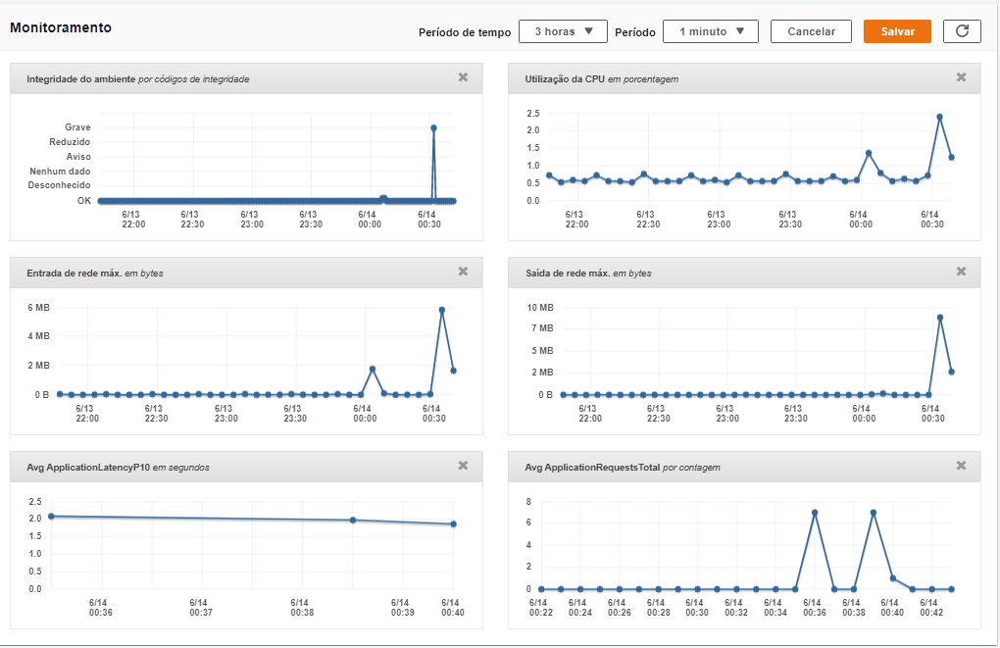 Monitoramento
Período de tempo 3 horas ▼ Período 1 minuto ▼ Cancelar Salvar
Integridade do ambiente por códigos de integridade
Grave
Reduzido
Aviso
Nenhum dado
Desconhecido
OK
6/13 6/13 6/13 6/13 6/14 6/14
22:00 22:30 23:00 23:30 00:00 00:30
Utilização da CPU em porcentagem
2.5
2.0
1.5
1.0
0.5
0.0
6/13 6/13 6/13 6/13 6/14 6/14
22:00 22:30 23:00 23:30 00:00 00:30
Entrada de rede máx. em bytes
6 MB
4 MB
2 MB
0 B
6/13 6/13 6/13 6/13 6/14 6/14
22:00 22:30 23:00 23:30 00:00 00:30
Saída de rede máx. em bytes
10 MB
7 MB
5 MB
2 MB
0 B
6/13 6/13 6/13 6/13 6/14 6/14
22:00 22:30 23:00 23:30 00:00 00:30
Avg ApplicationLatencyP10 em segundos
2.5
2.0
1.5
1.0
0.5
0.0
6/14 6/14 6/14 6/14 6/14
00:36 00:37 00:38 00:39 00:40
Avg ApplicationRequestsTotal por contagem
8
6
4
2
0
6/14 6/14 6/14 6/14 6/14 6/14 6/14 6/14 6/14 6/14 6/14
00:22 00:24 00:26 00:28 00:30 00:32 00:34 00:36 00:38 00:40 00:42